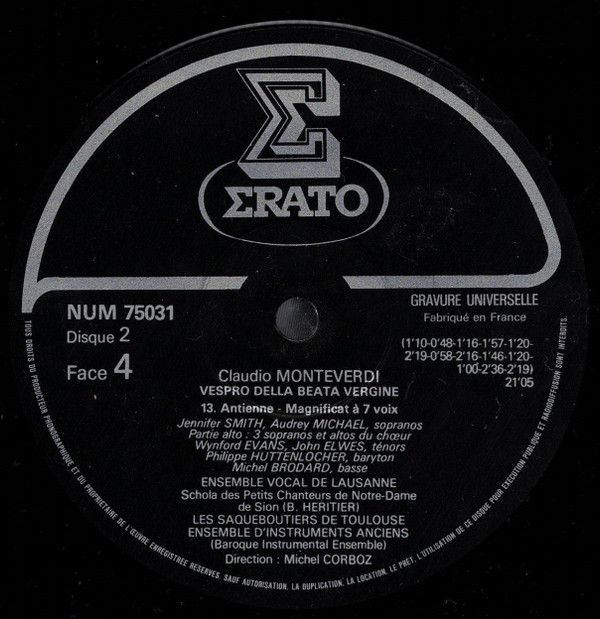 Σ
ΣRATO
NUM 75031
Disque 2
Face 4
GRAVURE UNIVERSELLE
Fabriqué en France
(1'10-0'48-1'16-1'57-1'20-
2'19-0'58-2'16-1'46-1'20-
1'00-2'36-2'19)
21'05
Claudio MONTEVERDI
VESPRO DELLA BEATA VERGINE
13. Antienne - Magnificat à 7 voix
Jennifer SMITH, Audrey MICHAEL, sopranos
Partie alto : 3 sopranos et altos du chœur
Wynford EVANS, John ELWES, ténors
Philippe HUTTENLOCHER, baryton
Michel BRODARD, basse
ENSEMBLE VOCAL DE LAUSANNE
Schola des Petits Chanteurs de Notre-Dame
de Sion (B. HERITIER)
LES SAQUEBOUTIERS DE TOULOUSE
ENSEMBLE D'INSTRUMENTS ANCIENS
(Baroque Instrumental Ensemble)
Direction : Michel CORBOZ
TOUS DROITS DU PRODUCTEUR PHONOGRAPHIQUE ET DU PROPRIETAIRE DE L'ŒUVRE ENREGISTREE RESERVES. SAUF AUTORISATION, LA DUPLICATION, LA LOCATION, LE PRET, L'UTILISATION DE CE DISQUE POUR EXECUTION PUBLIQUE ET RADIODIFFUSION SONT INTERDITS.